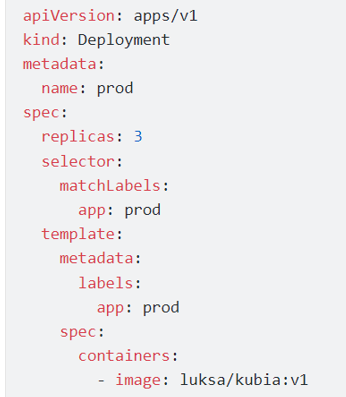 apiVersion: apps/v1
kind: Deployment
metadata:
  name: prod
spec:
  replicas: 3
  selector:
    matchLabels:
      app: prod
  template:
    metadata:
      labels:
        app: prod
    spec:
      containers:
        - image: luksa/kubia:v1